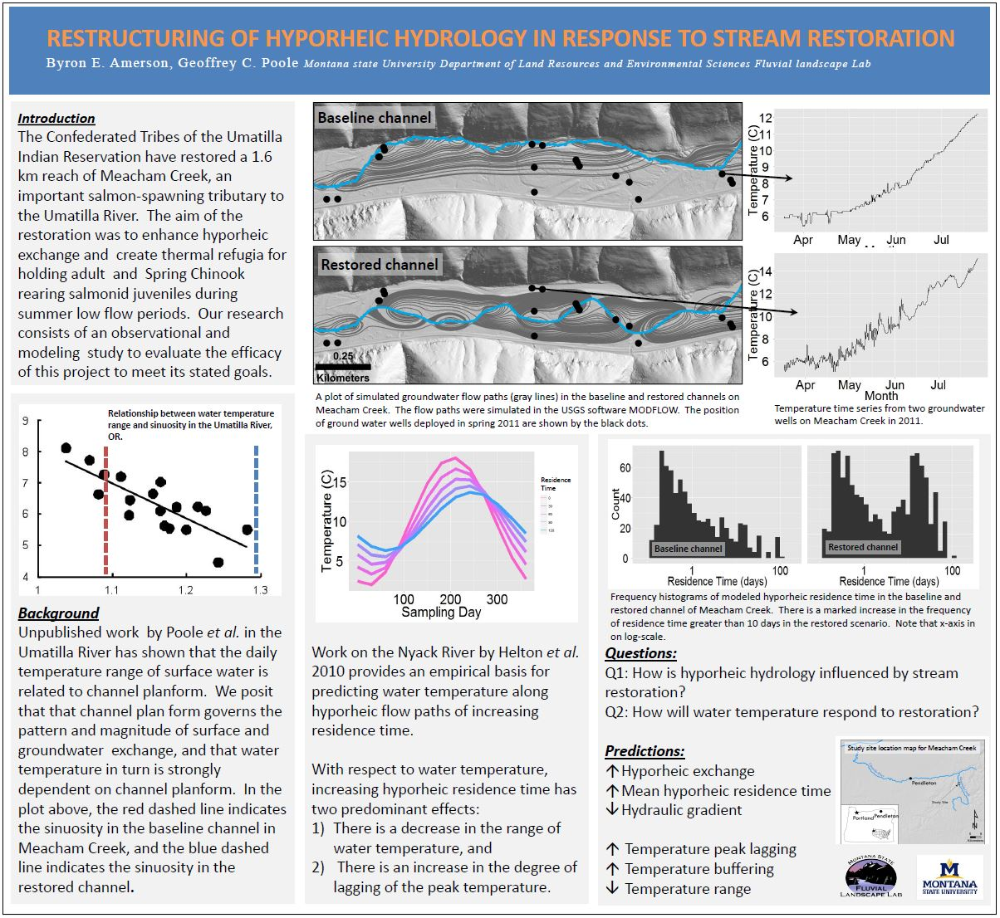 RESTRUCTURING OF HYPORHEIC HYDROLOGY IN RESPONSE TO STREAM RESTORATION
Byron E. Amerson, Geoffrey C. Poole Montana state University Department of Land Resources and Environmental Sciences Fluvial landscape Lab
Introduction
The Confederated Tribes of the Umatilla
Indian Reservation have restored a 1.6
km reach of Meacham Creek, an
important salmon-spawning tributary to
the Umatilla River. The aim of the
restoration was to enhance hyporheic
exchange and create thermal refugia for
holding adult and Spring Chinook
rearing salmonid juveniles during
summer low flow periods. Our research
consists of an observational and
modeling study to evaluate the efficacy
of this project to meet its stated goals.
Relationship between water temperature
range and sinuosity in the Umatilla River,
OR.
9
8
7
6
5
4
1
1.1
1.2
1.3
Background
Unpublished work by Poole et al. in the
Umatilla River has shown that the daily
temperature range of surface water is
related to channel planform. We posit
that that channel plan form governs the
pattern and magnitude of surface and
groundwater exchange, and that water
temperature in turn is strongly
dependent on channel planform. In the
plot above, the red dashed line indicates
the sinuosity in the baseline channel in
Meacham Creek, and the blue dashed
line indicates the sinuosity in the
restored channel.
Baseline channel
Restored channel
0.25
Kilometers
A plot of simulated groundwater flow paths (gray lines) in the baseline and restored channels on
Meacham Creek. The flow paths were simulated in the USGS software MODFLOW. The position
of ground water wells deployed in spring 2011 are shown by the black dots.
Temperature (C)
12
11
10
9
8
7
6
Apr
May
Jun
Jul
Temperature (C)
14
12
10
8
6
Apr
May
Jun
Jul
Month
Temperature time series from two groundwater
wells on Meacham Creek in 2011.
Temperature (C)
15
10
5
100
200
300
Sampling Day
Residence
Time
0
30
60
90
120
Work on the Nyack River by Helton et al.
2010 provides an empirical basis for
predicting water temperature along
hyporheic flow paths of increasing
residence time.
With respect to water temperature,
increasing hyporheic residence time has
two predominant effects:
1) There is a decrease in the range of
water temperature, and
2) There is an increase in the degree of
lagging of the peak temperature.
Count
60
40
20
0
Baseline channel
Restored channel
1
100
1
100
Residence Time (days)
Residence Time (days)
Frequency histograms of modeled hyporheic residence time in the baseline and
restored channel of Meacham Creek. There is a marked increase in the frequency
of residence time greater than 10 days in the restored scenario. Note that x-axis in
on log-scale.
Questions:
Q1: How is hyporheic hydrology influenced by stream
restoration?
Q2: How will water temperature respond to restoration?
Predictions:
↑Hyporheic exchange
↑Mean hyporheic residence time
↓Hydraulic gradient
↑ Temperature peak lagging
↑ Temperature buffering
↓ Temperature range
Study site location map for Meacham Creek
Pendleton
Study Site
Portland
Pendleton
N
Kilometers
MONTANA STATE
FLUVIAL
LANDSCAPE LAB
M
MONTANA
STATE UNIVERSITY